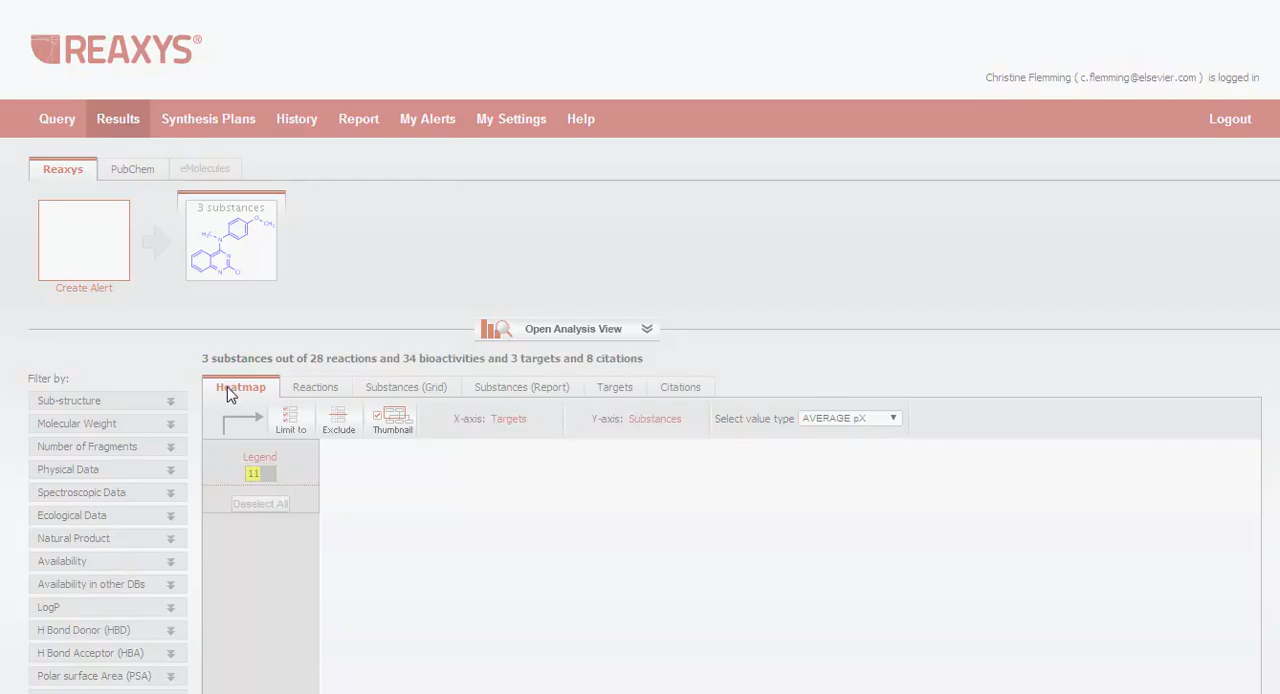 REAXYS®
Christine Flemming ( c.flemming@elsevier.com ) is logged in
Query Results Synthesis Plans History Report My Alerts My Settings Help Logout
Reaxys PubChem eMolecules
3 substances
Create Alert
Open Analysis View
3 substances out of 28 reactions and 34 bioactivities and 3 targets and 8 citations
Filter by:
Heatmap Reactions Substances (Grid) Substances (Report) Targets Citations
Sub-structure
Molecular Weight
Number of Fragments
Physical Data
Spectroscopic Data
Ecological Data
Natural Product
Availability
Availability in other DBs
LogP
H Bond Donor (HBD)
H Bond Acceptor (HBA)
Polar surface Area (PSA)
Limit to Exclude Thumbnail X-axis: Targets Y-axis: Substances Select value type AVERAGE pX
Legend
11
Deselect All